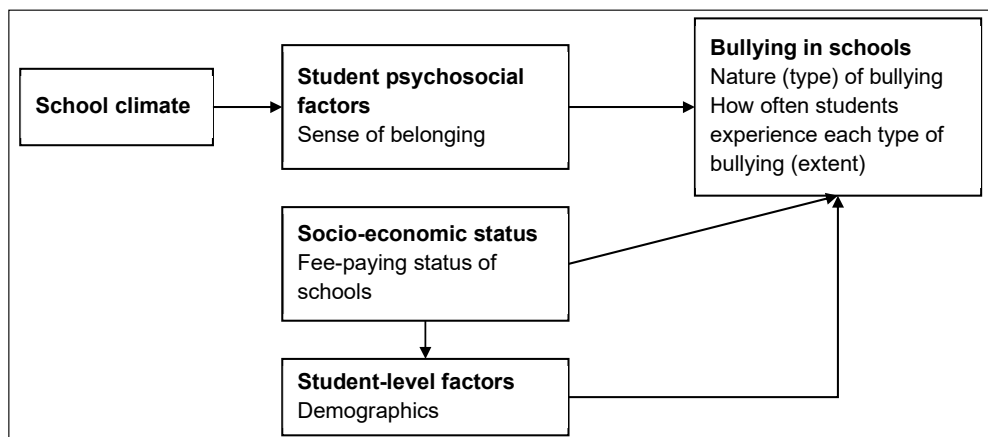 School climate
Student psychosocial
factors
Sense of belonging
Bullying in schools
Nature (type) of bullying
How often students
experience each type of
bullying (extent)
Socio-economic status
Fee-paying status of
schools
Student-level factors
Demographics